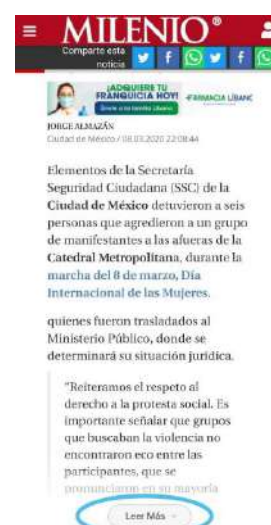 MILENIO®
Comparte esta
noticia
¡ADQUIERE TU
FRANQUICIA HOY!
FARMACIA LÍBANC
JORGE ALMAZÁN
Ciudad de México / 08.03.2020 22:08:44
Elementos de la Secretaría
Seguridad Ciudadana (SSC) de la
Ciudad de México detuvieron a seis
personas que agredieron a un grupo
de manifestantes a las afueras de la
Catedral Metropolitana, durante la
marcha del 8 de marzo, Día
Internacional de las Mujeres.
quienes fueron trasladados al
Ministerio Público, donde se
determinará su situación jurídica.
"Reiteramos el respeto al
derecho a la protesta social. Es
importante señalar que grupos
que buscaban la violencia no
encontraron eco entre las
participantes, que se
pronunciaron en su mayoría
Leer Más